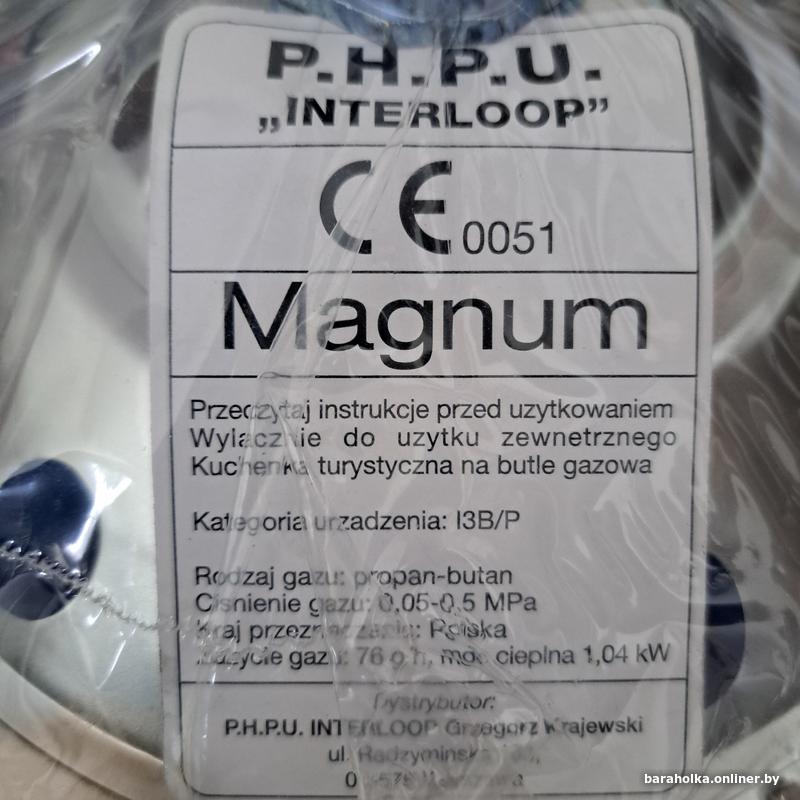 P.H.P.U.
„INTERLOOP”
CE 0051
Magnum
Przeczytaj instrukcje przed uzytkowaniem
Wylacznie do uzytku zewnetrznego
Kuchenka turystyczna na butle gazowa
Kategoria urzadzenia: I3B/P
Rodzaj gazu: propan-butan
Cisnienie gazu: 0,05-0,5 MPa
Kraj przeznaczenia: Polska
gazu: 76 g/h, moc cieplna 1,04 kW
Dystrybutor:
P.H.P.U. INTERLOOP Grzegorz Krajewski
ul. Radzyminska
baraholka.onliner.by